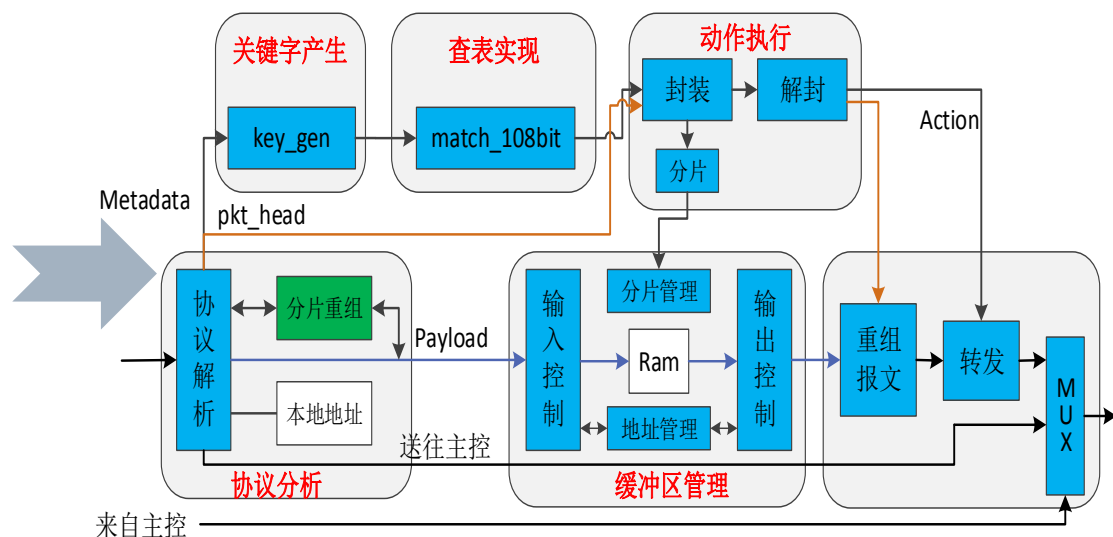 关键字产生
查表实现
动作执行
key_gen
match_108bit
封装
解封
分片
Action
Metadata
pkt_head
协议解析
分片重组
本地地址
Payload
输入控制
分片管理
Ram
地址管理
输出控制
重组
报文
转发
MUX
送往主控
协议分析
缓冲区管理
来自主控